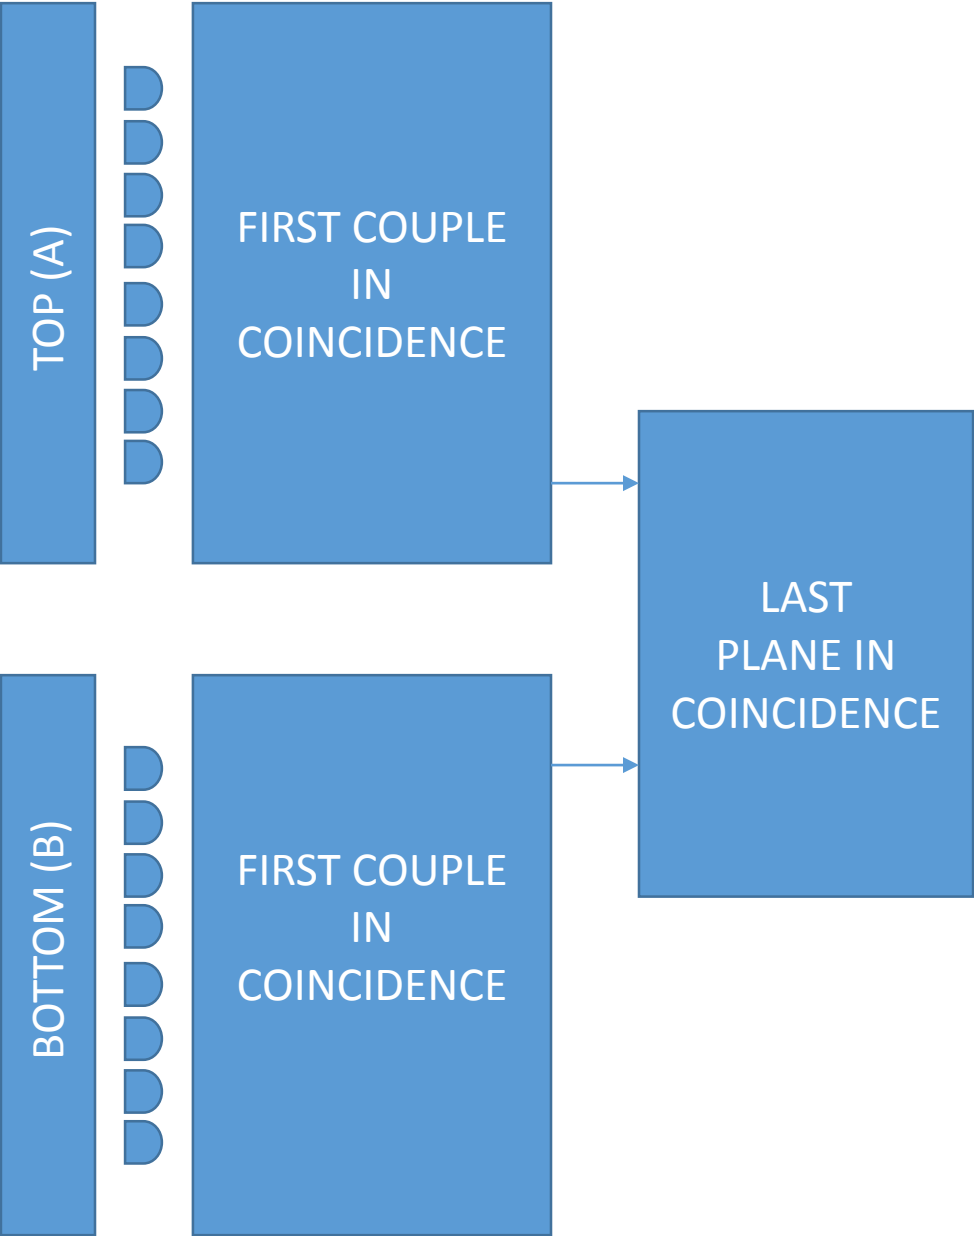 TOP (A)
FIRST COUPLE
IN
COINCIDENCE
LAST
PLANE IN
COINCIDENCE
BOTTOM (B)
FIRST COUPLE
IN
COINCIDENCE